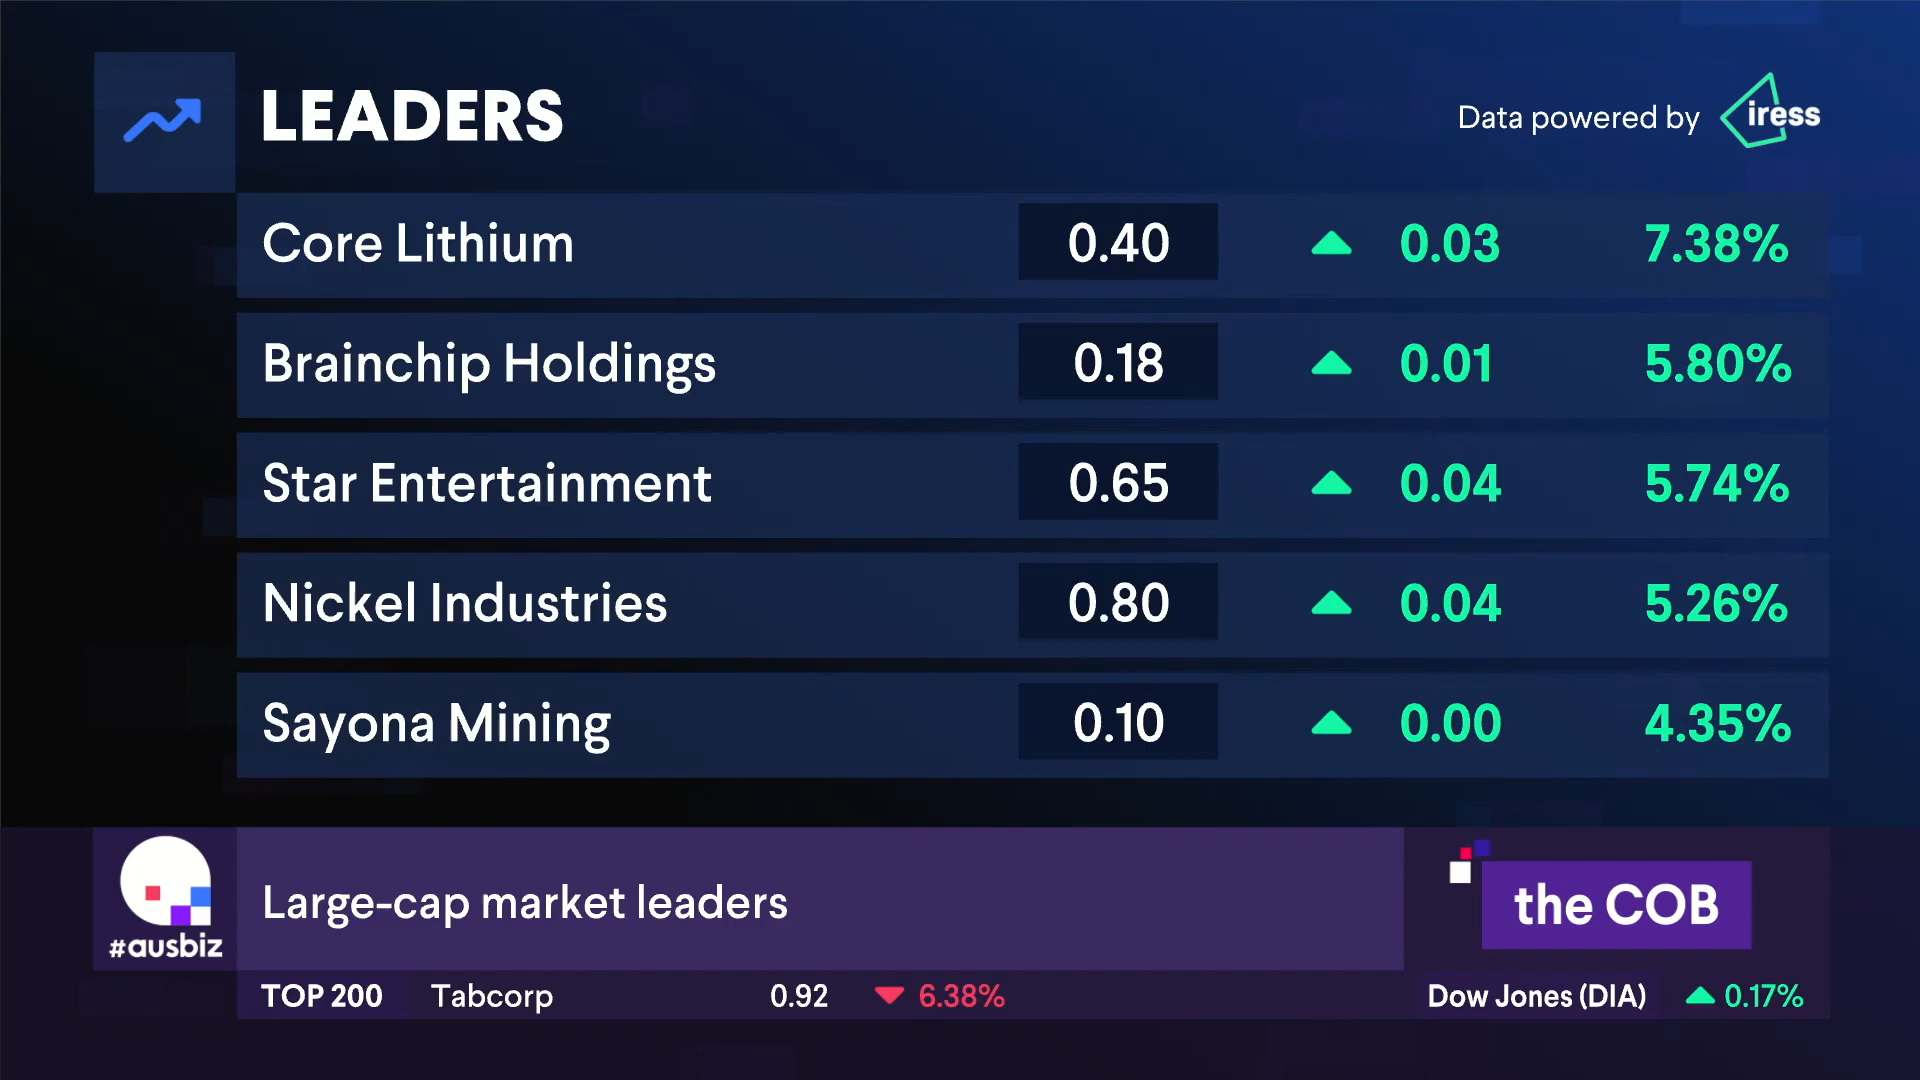 LEADERS
Data powered by iress
Core Lithium 0.40 ▲ 0.03 7.38%
Brainchip Holdings 0.18 ▲ 0.01 5.80%
Star Entertainment 0.65 ▲ 0.04 5.74%
Nickel Industries 0.80 ▲ 0.04 5.26%
Sayona Mining 0.10 ▲ 0.00 4.35%
Large-cap market leaders
the COB
#ausbiz
TOP 200 Tabcorp 0.92 ▼ 6.38% Dow Jones (DIA) ▲ 0.17%